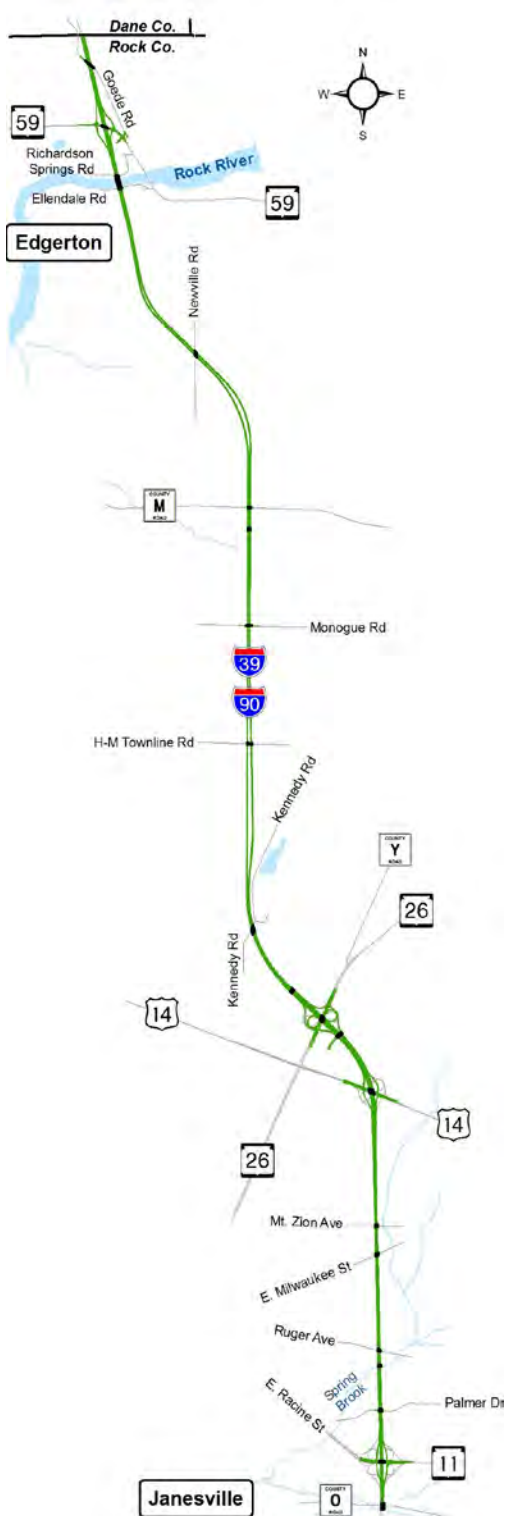 Dane Co.
Rock Co.
N
W
E
S
Goede Rd
59
Richardson
Springs Rd
Rock River
Ellendale Rd
59
Edgerton
Newville Rd
COUNTY
M
ROAD
Monogue Rd
39
90
H-M Townline Rd
Kennedy Rd
COUNTY
Y
ROAD
26
Kennedy Rd
14
14
26
Mt. Zion Ave
E. Milwaukee St
Ruger Ave
Spring
Brook
E. Racine St
Palmer Dr
11
Janesville
COUNTY
O
ROAD